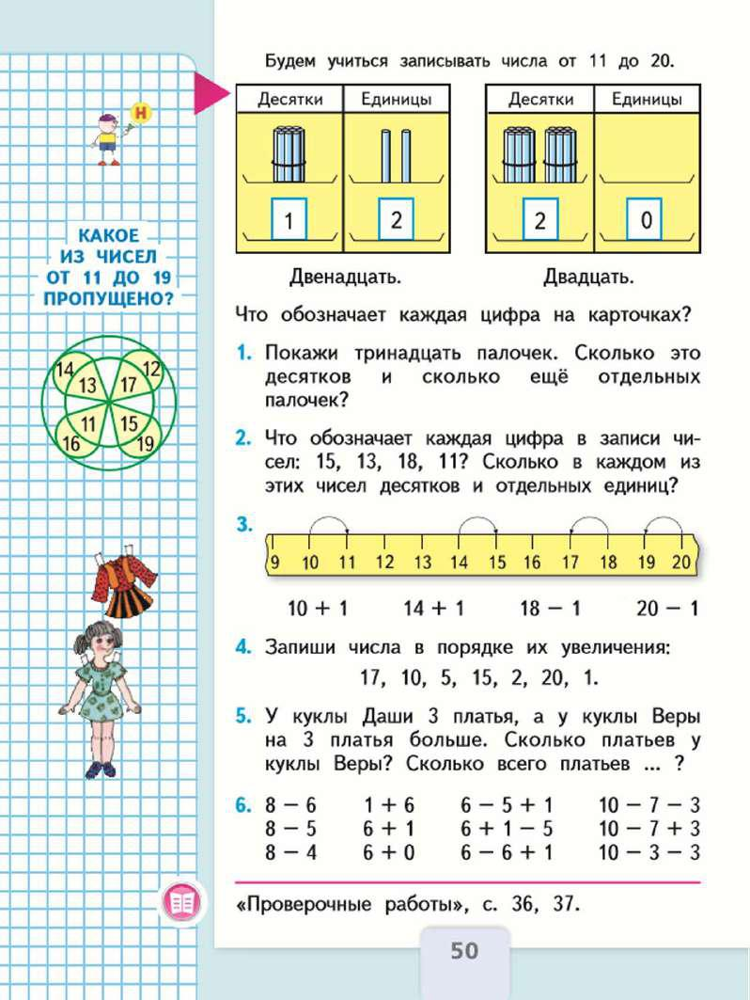 Будем учиться записывать числа от 11 до 20.
Десятки Единицы Десятки Единицы
1 2 2 0
Двенадцать. Двадцать.
Что обозначает каждая цифра на карточках?
Н
КАКОЕ
ИЗ ЧИСЕЛ
ОТ 11 ДО 19
ПРОПУЩЕНО?
14 13 17 12
16 11 15 19
1. Покажи тринадцать палочек. Сколько это
десятков и сколько ещё отдельных
палочек?
2. Что обозначает каждая цифра в записи чи-
сел: 15, 13, 18, 11? Сколько в каждом из
этих чисел десятков и отдельных единиц?
3.
9 10 11 12 13 14 15 16 17 18 19 20
10 + 1 14 + 1 18 − 1 20 − 1
4. Запиши числа в порядке их увеличения:
17, 10, 5, 15, 2, 20, 1.
5. У куклы Даши 3 платья, а у куклы Веры
на 3 платья больше. Сколько платьев у
куклы Веры? Сколько всего платьев ... ?
6. 8 − 6 1 + 6 6 − 5 + 1 10 − 7 − 3
8 − 5 6 + 1 6 + 1 − 5 10 − 7 + 3
8 − 4 6 + 0 6 − 6 + 1 10 − 3 − 3
«Проверочные работы», с. 36, 37.
50